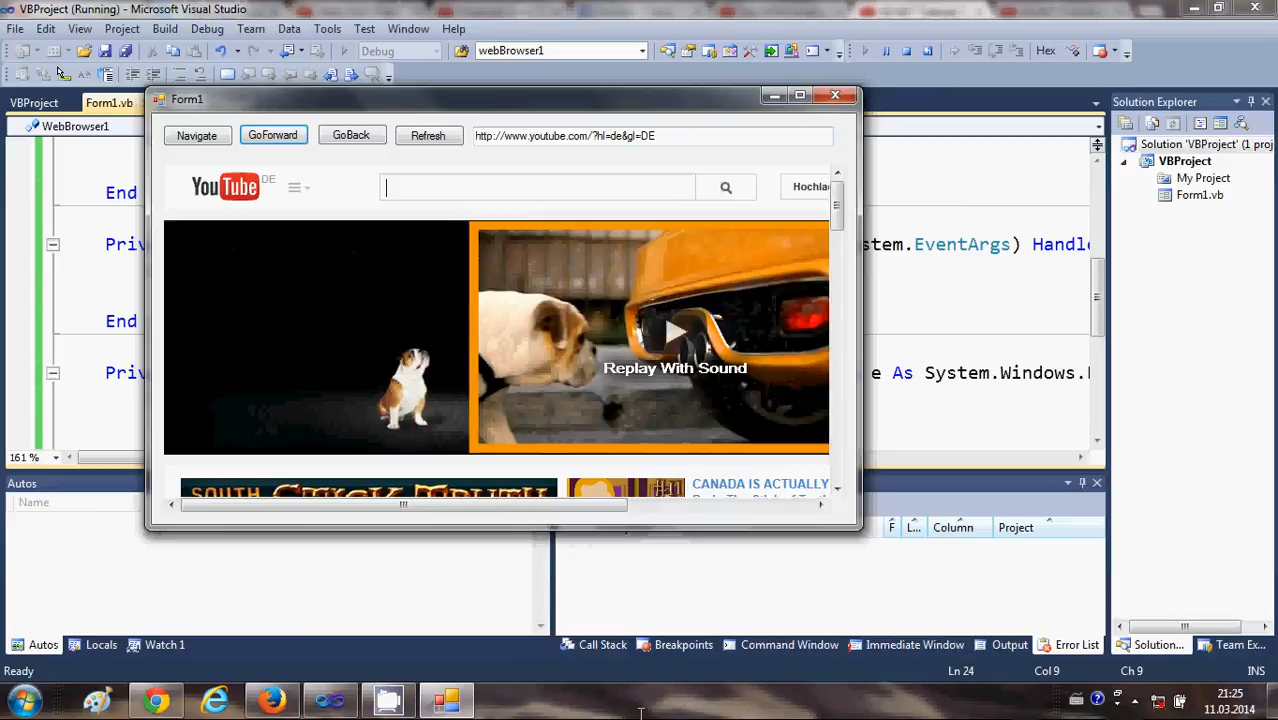 VBProject (Running) - Microsoft Visual Studio
File Edit View Project Build Debug Team Data Tools Test Window Help
Debug webBrowser1 Hex
VBProject Form1.vb
WebBrowser1
End
Priv
System.EventArgs) Handle
End
Priv
e As System.Windows.
161 %
Form1
Navigate GoForward GoBack Refresh http://www.youtube.com/?hl=de&gl=DE
YouTube DE Hochla
Replay With Sound
SOUTH STICK TRUTH
CANADA IS ACTUALLY
Solution Explorer
Solution 'VBProject' (1 proj
VBProject
My Project
Form1.vb
Autos
Name
F L... Column Project
Autos Locals Watch 1
Call Stack Breakpoints Command Window Immediate Window Output Error List
Solution... Team Ex...
Ready Ln 24 Col 9 Ch 9 INS
21:25
11.03.2014